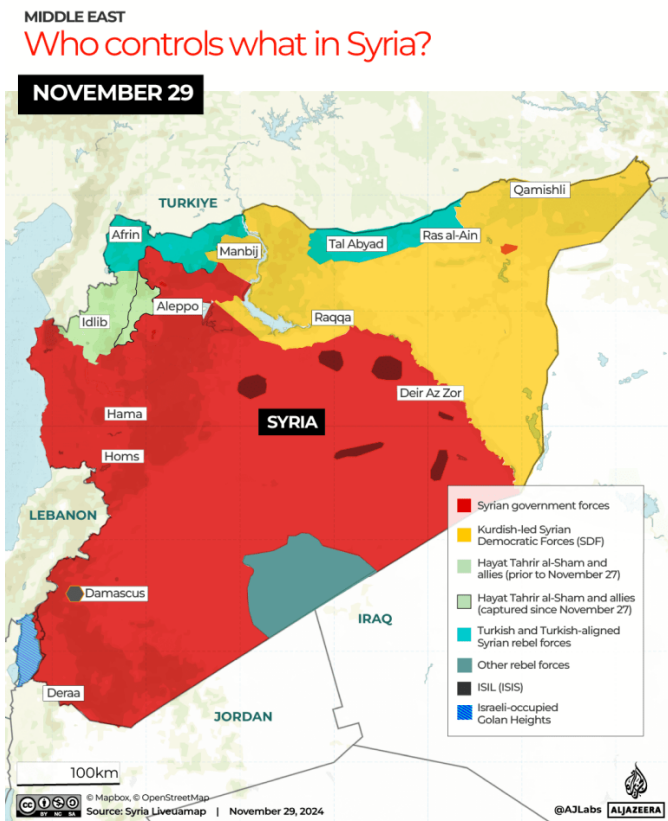 MIDDLE EAST
Who controls what in Syria?
NOVEMBER 29
TURKIYE
Qamishli
Afrin
Manbij
Tal Abyad
Ras al-Ain
Aleppo
Idlib
Raqqa
Deir Az Zor
Hama
SYRIA
Homs
LEBANON
Damascus
IRAQ
Deraa
JORDAN
Syrian government forces
Kurdish-led Syrian
Democratic Forces (SDF)
Hayat Tahrir al-Sham and
allies (prior to November 27)
Hayat Tahrir al-Sham and allies
(captured since November 27)
Turkish and Turkish-aligned
Syrian rebel forces
Other rebel forces
ISIL (ISIS)
Israeli-occupied
Golan Heights
100km
© Mapbox, © OpenStreetMap
CC BY NC SA
Source: Syria Liveuamap | November 29, 2024
@AJLabs ALJAZEERA